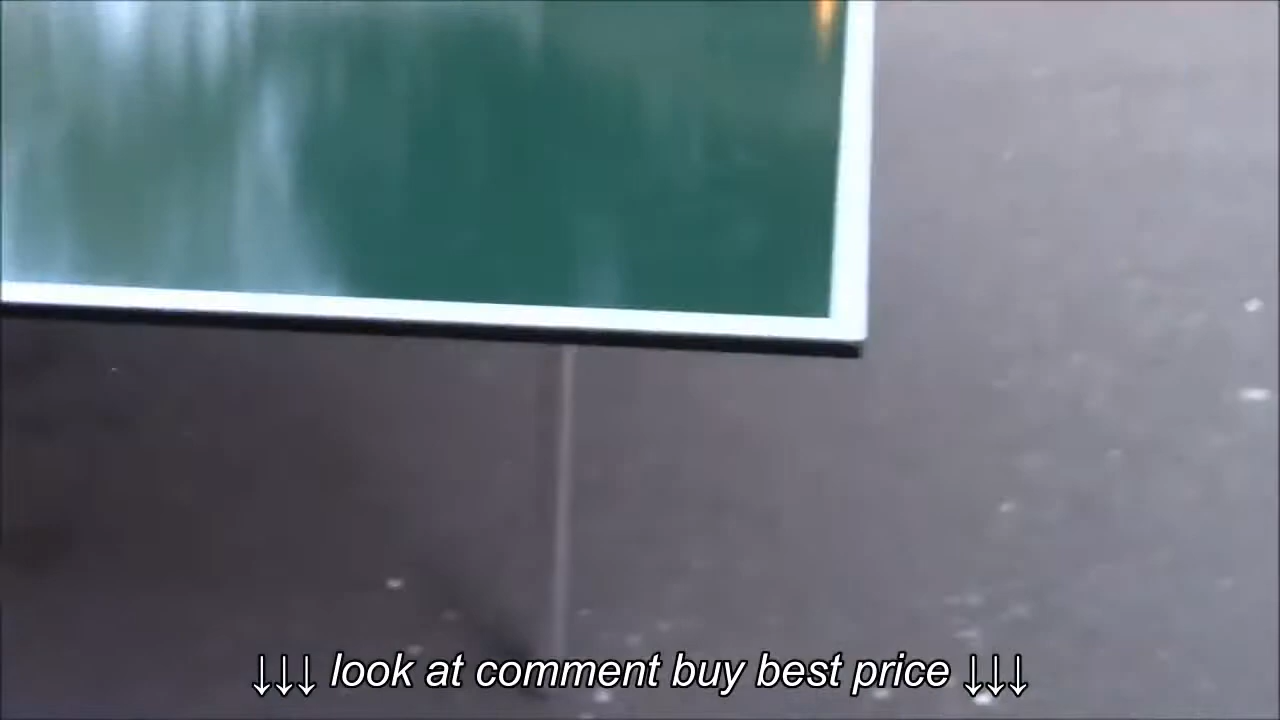 ↓↓↓ look at comment buy best price ↓↓↓